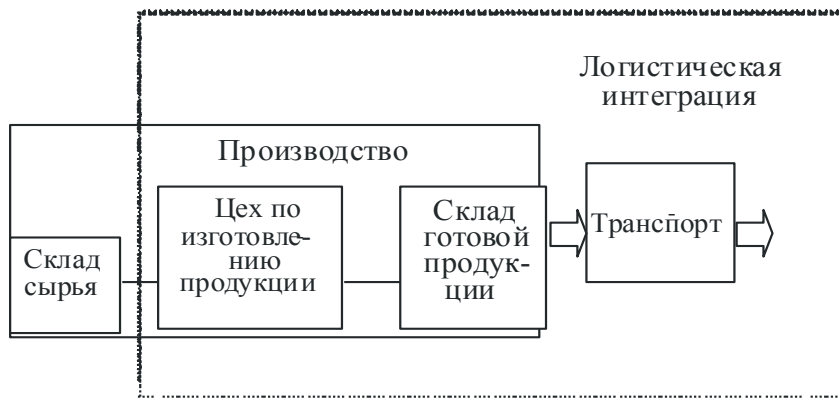 Логистическая
интеграция
Производство
Склад
сырья
Цех по
изготовле-
нию
продукции
Склад
готовой
продук-
ции
Транспорт